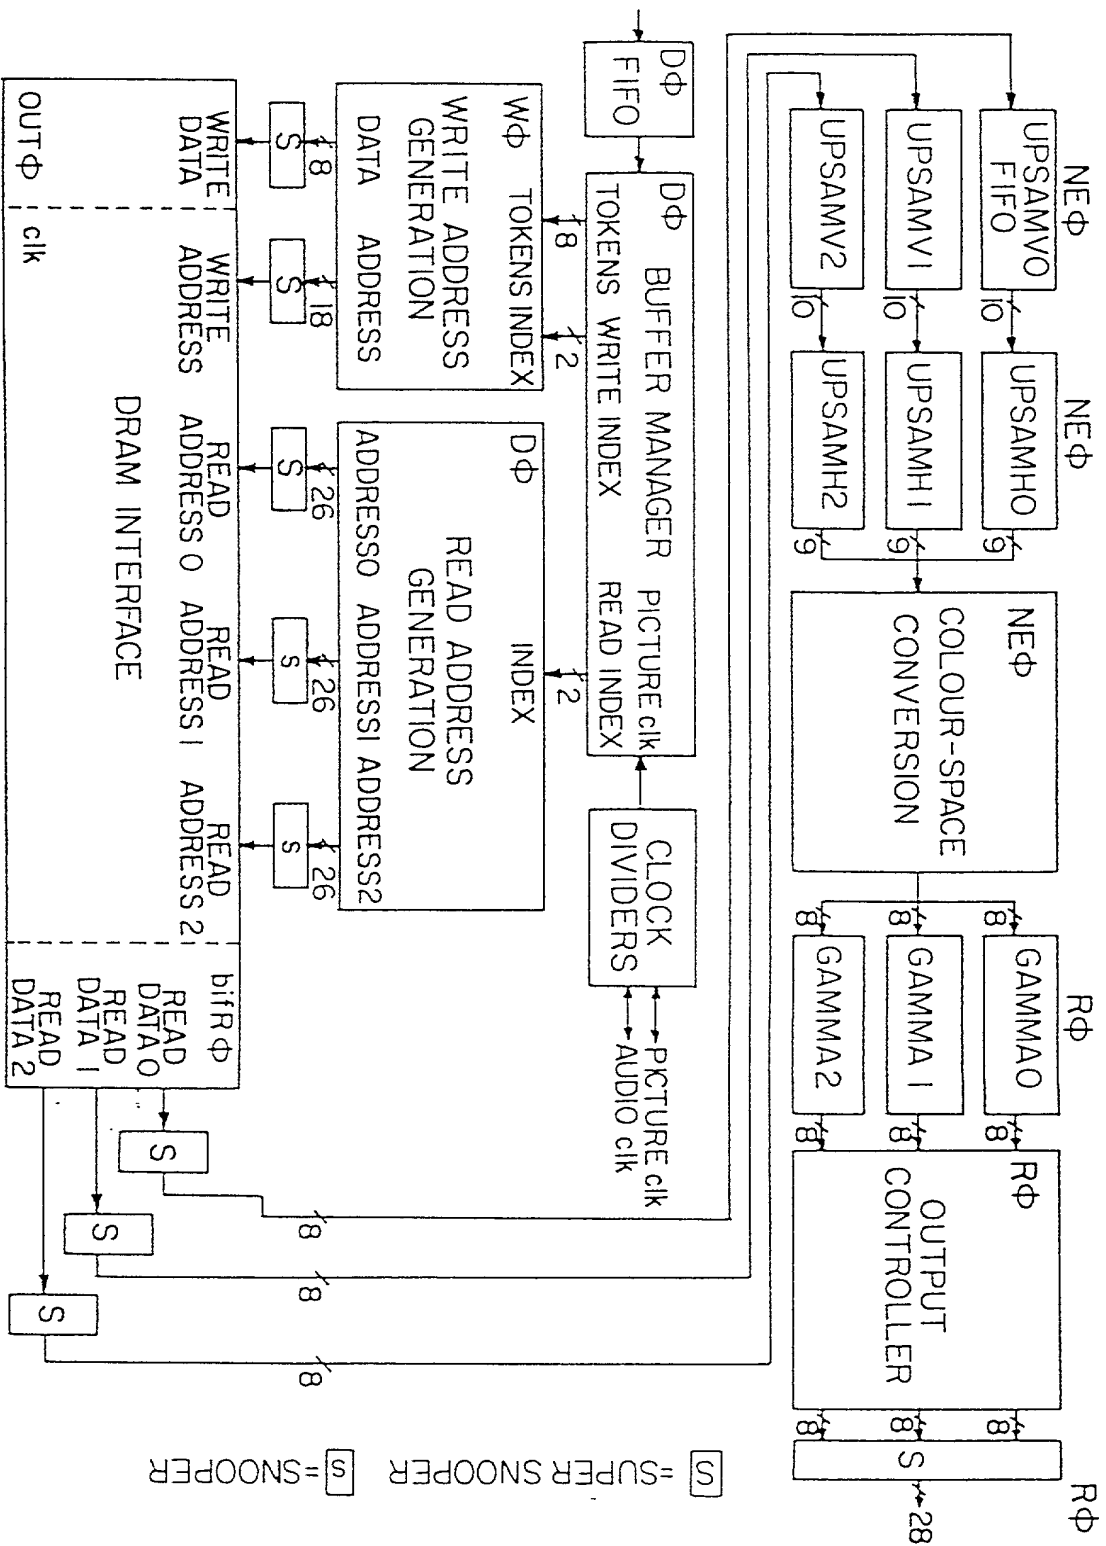 DΦ
FIFO
DΦ
BUFFER MANAGER
PICTURE clk
TOKENS WRITE INDEX
READ INDEX
CLOCK
DIVIDERS
PICTURE clk
AUDIO clk
8
2
2
WΦ
TOKENS INDEX
WRITE ADDRESS
GENERATION
DATA
ADDRESS
DΦ
INDEX
READ ADDRESS
GENERATION
ADDRESS0 ADDRESS1 ADDRESS2
8
18
26
26
26
S
S
S
s
s
WRITE
DATA
WRITE
ADDRESS
READ
ADDRESS 0
READ
ADDRESS 1
READ
ADDRESS 2
OUTΦ
clk
DRAM INTERFACE
bifRΦ
READ
DATA 0
READ
DATA 1
READ
DATA 2
S
S
S
8
8
8
NEΦ
UPSAMV0
FIFO
UPSAMV1
UPSAMV2
10
10
10
NEΦ
UPSAMH0
UPSAMH1
UPSAMH2
9
9
9
NEΦ
COLOUR-SPACE
CONVERSION
8
8
8
RΦ
GAMMA0
GAMMA 1
GAMMA 2
8
8
8
RΦ
OUTPUT
CONTROLLER
8
8
8
RΦ
S
28
S =SUPER SNOOPER
s =SNOOPER